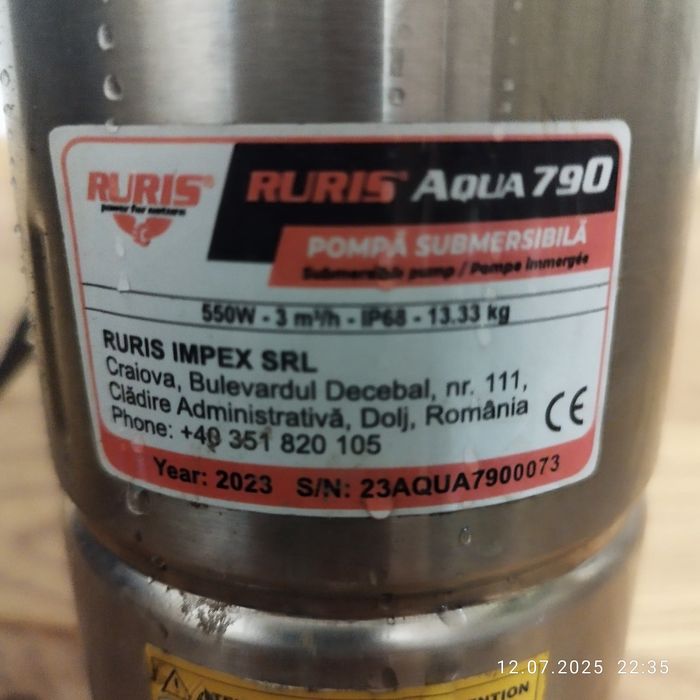 RURIS®
power for nature
RURIS® AQUA 790
POMPĂ SUBMERSIBILĂ
Submersible pump / Pompe immergée
550W - 3 m³/h - IP68 - 13.33 kg
RURIS IMPEX SRL
Craiova, Bulevardul Decebal, nr. 111,
Clădire Administrativă, Dolj, România
Phone: +40 351 820 105
CE
Year: 2023 S/N: 23AQUA7900073
12.07.2025 22:35